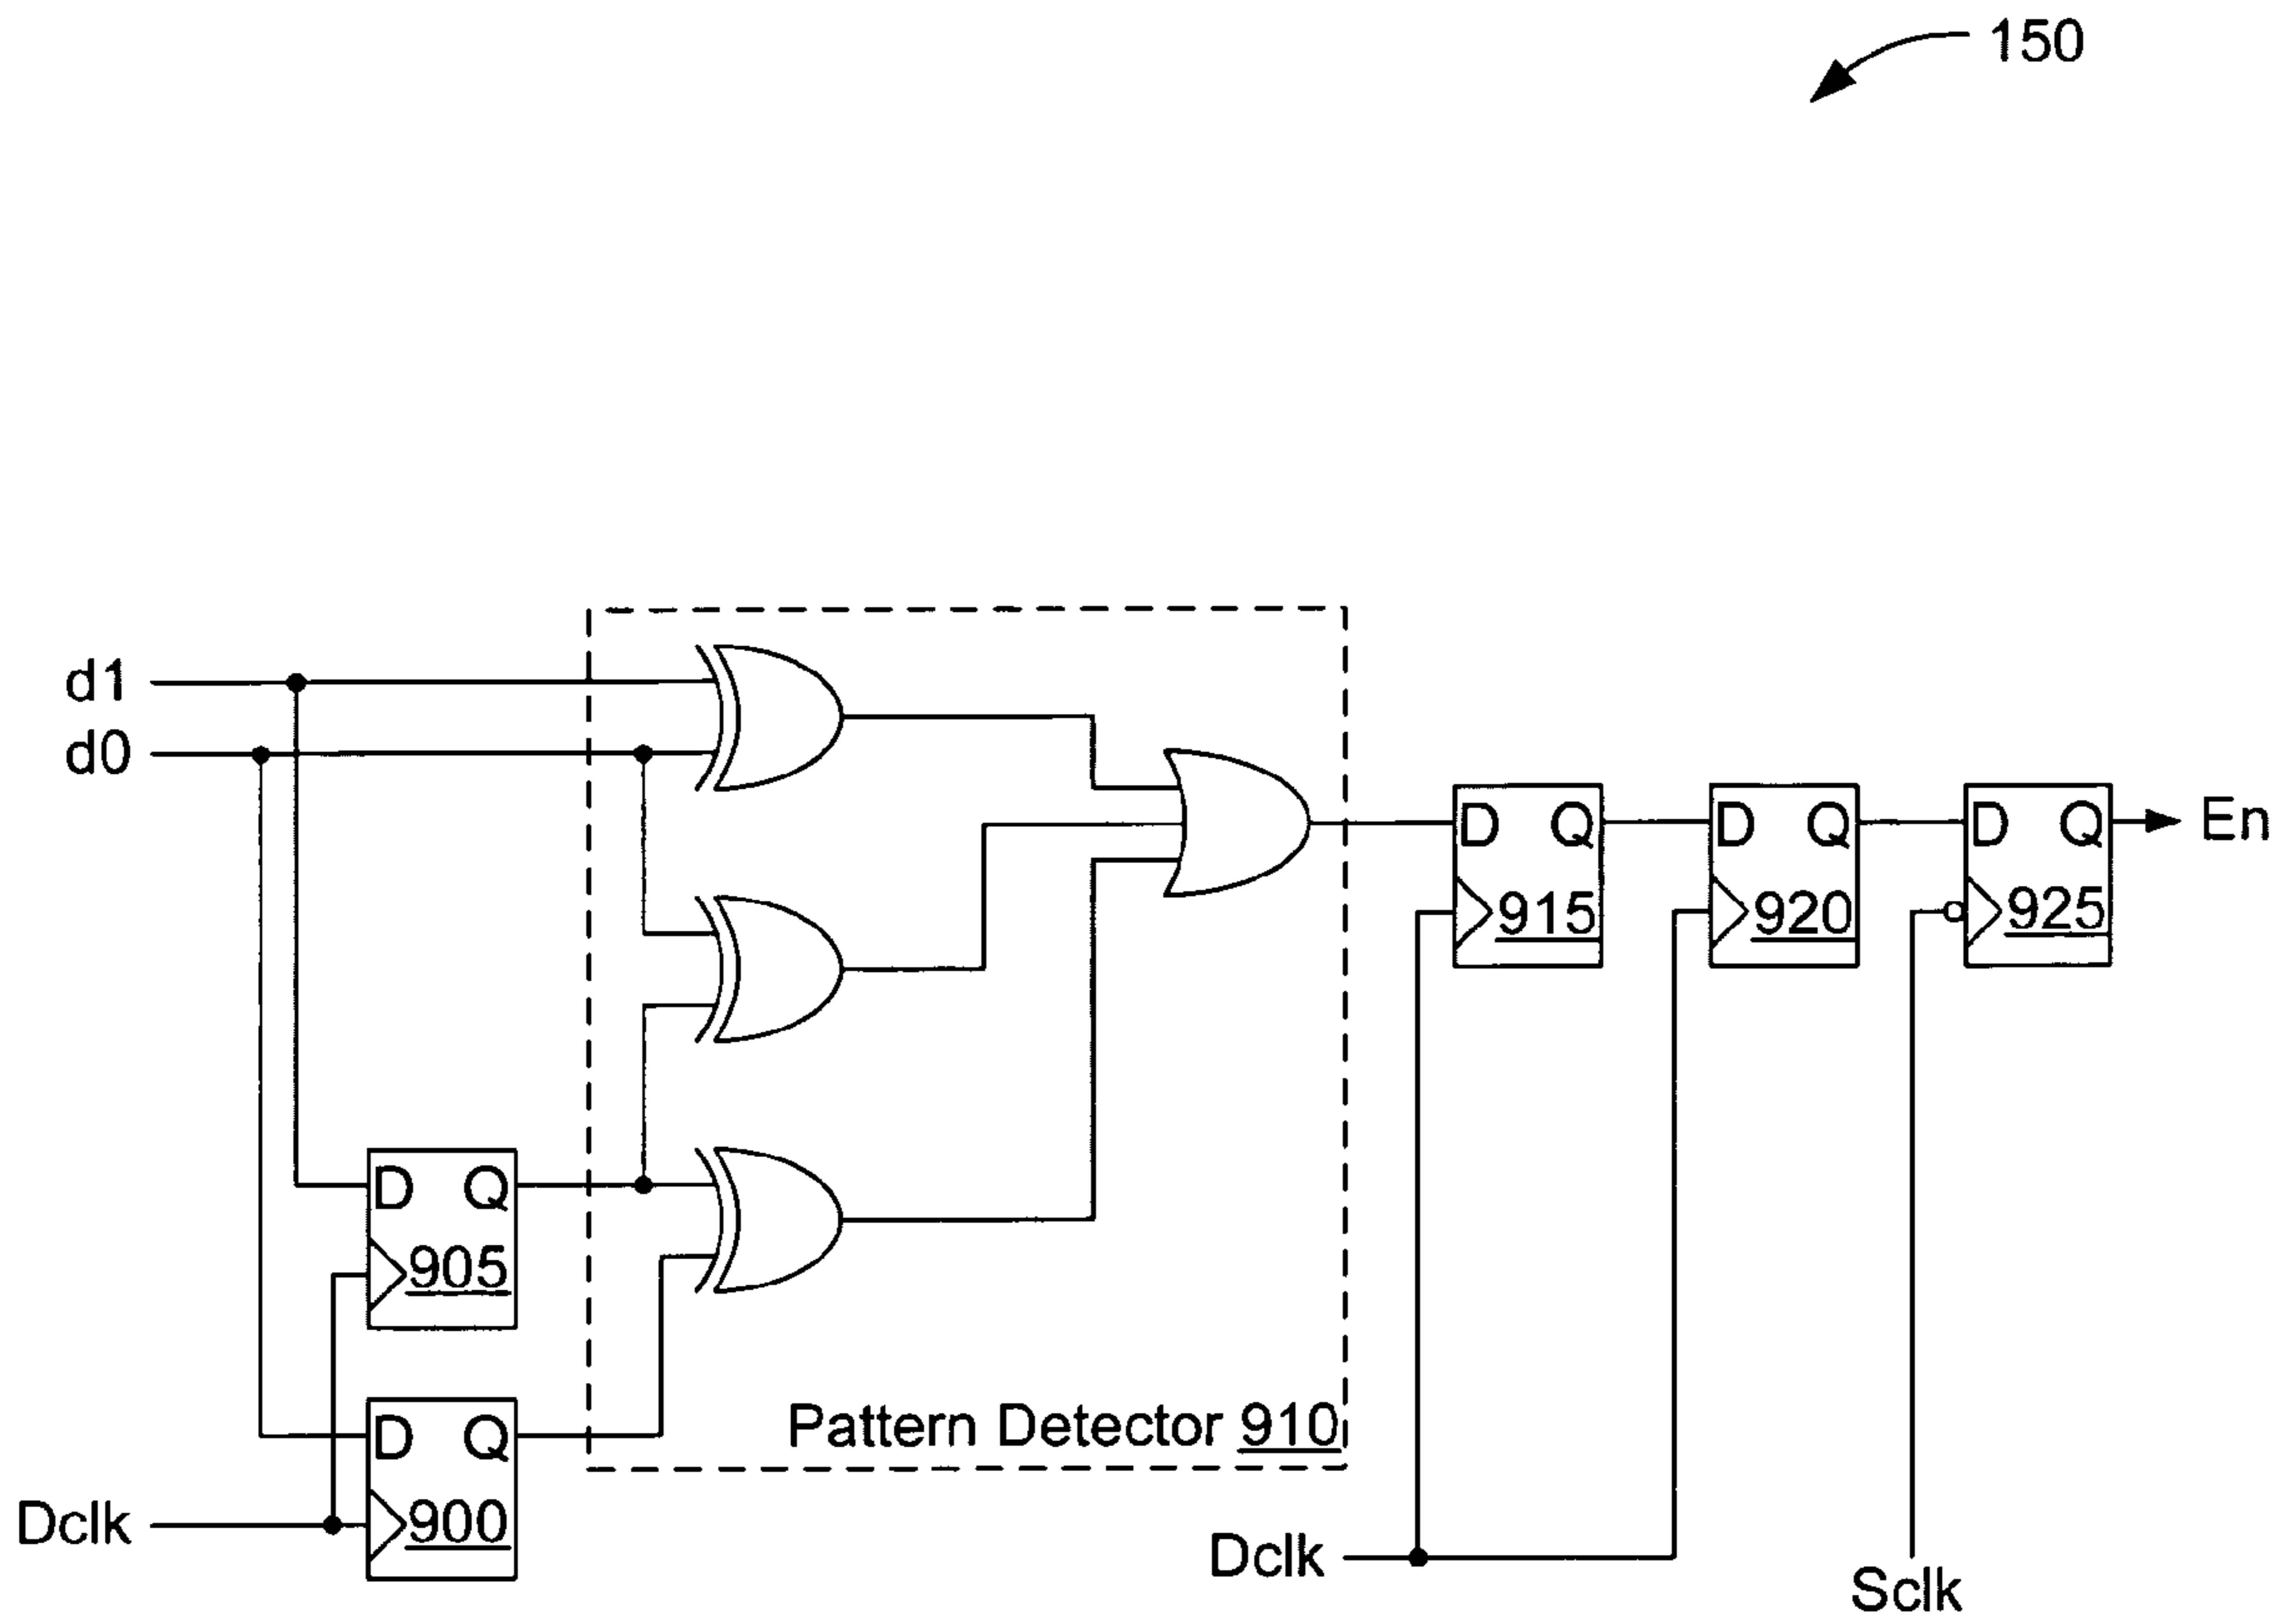 150
d1
d0
D Q
915
D Q
920
D Q
925
En
D Q
905
Pattern Detector 910
D Q
900
Dclk
Dclk
Sclk